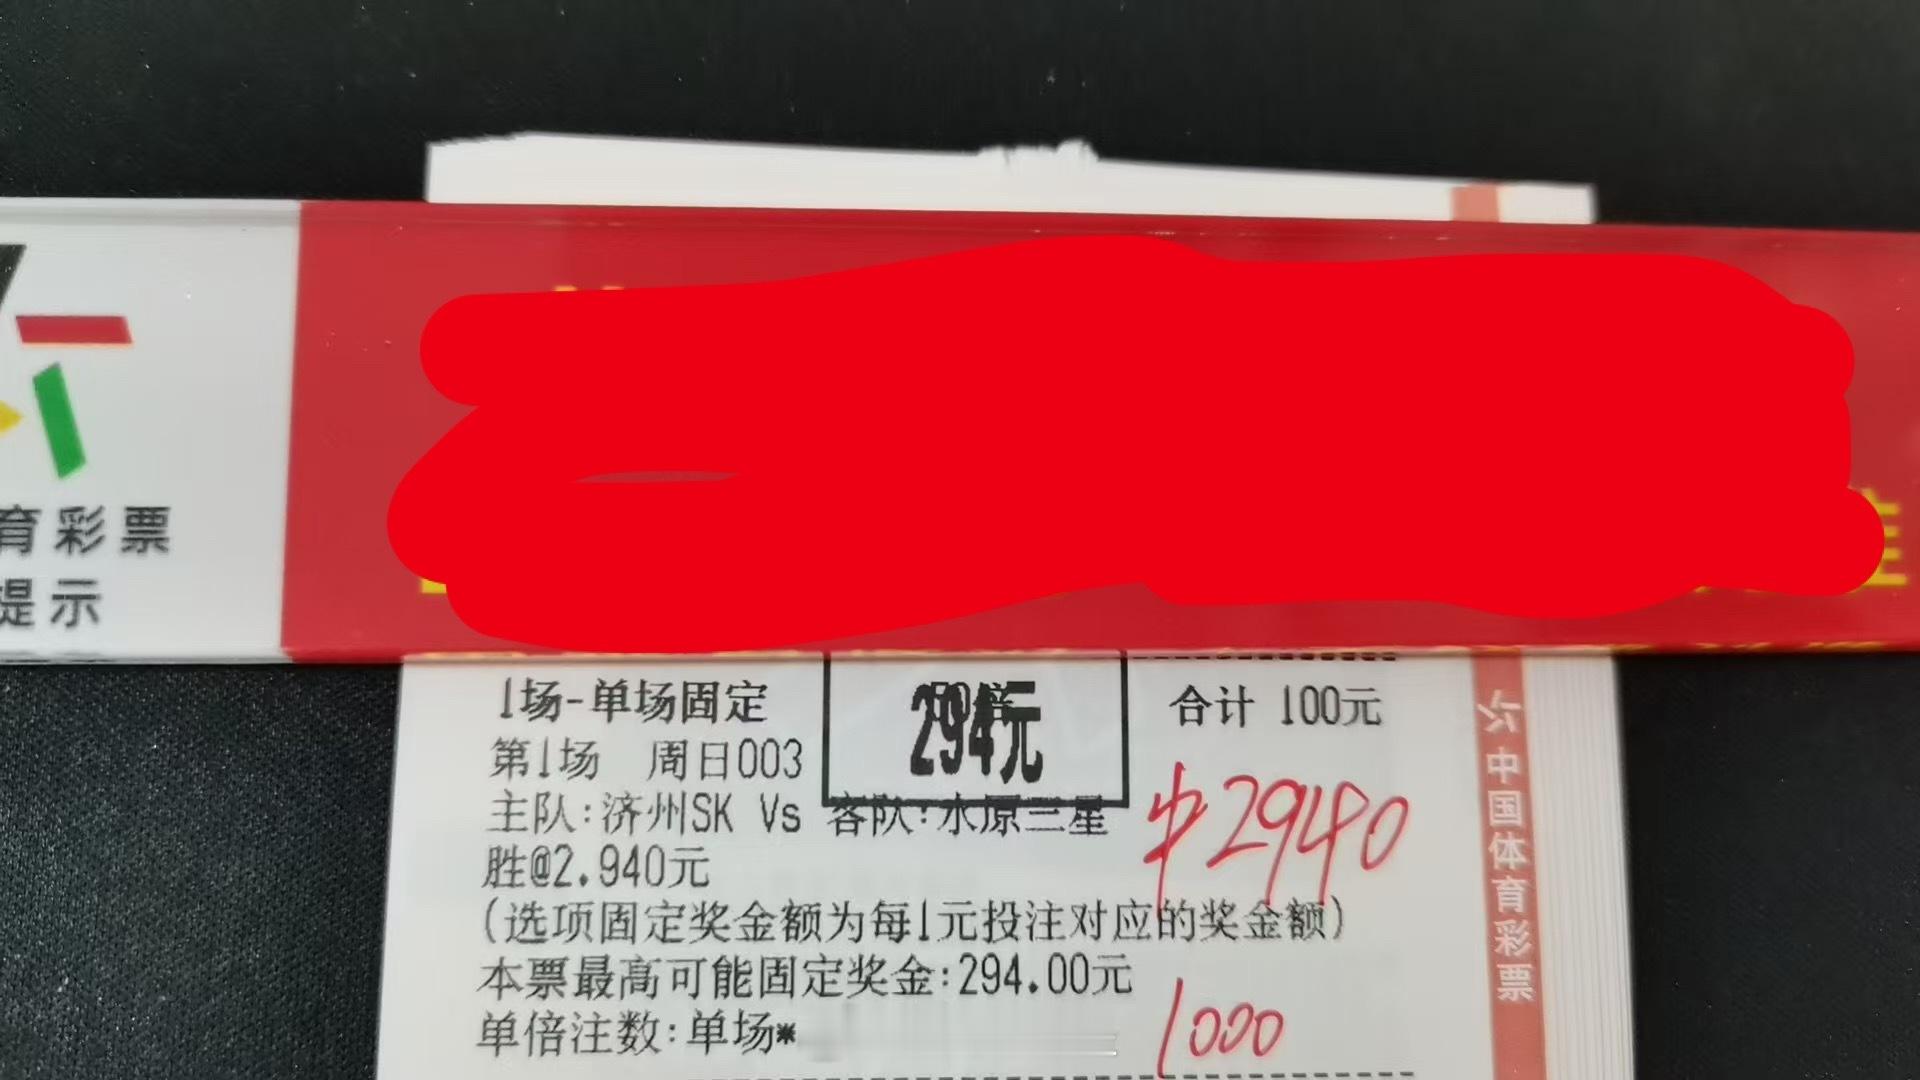 育彩票
提示
1场-单场固定
294元
合计 100元
第1场 周日003
主队:济州SK Vs 客队:水原三星
中2940
胜@2.940元
(选项固定奖金额为每1元投注对应的奖金额)
本票最高可能固定奖金:294.00元
单倍注数:单场*
1000
中国体育彩票